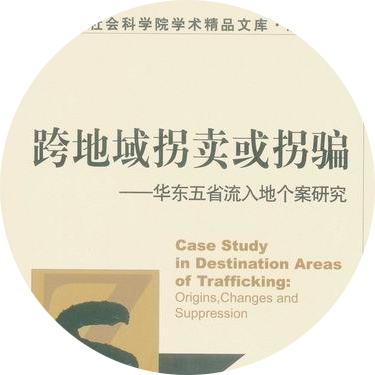 社会科学院学术精品文库·
跨地域拐卖或拐骗
——华东五省流入地个案研究
Case Study
in Destination Areas
of Trafficking:
Origins,Changes and
Suppression